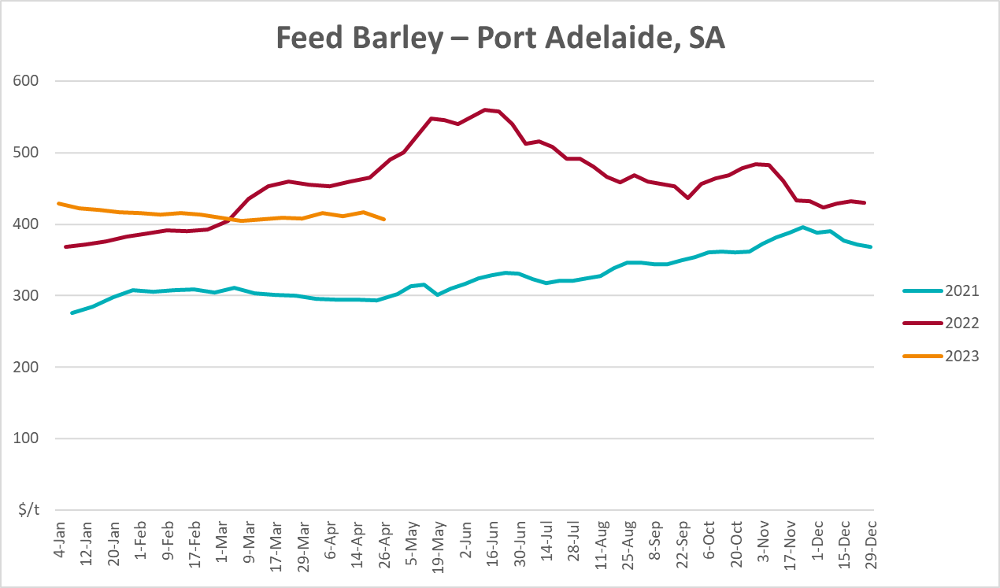 Feed Barley – Port Adelaide, SA
600
500
400
300
200
100
$/t
4-Jan
12-Jan
20-Jan
1-Feb
9-Feb
17-Feb
1-Mar
9-Mar
17-Mar
29-Mar
6-Apr
14-Apr
26-Apr
5-May
19-May
2-Jun
16-Jun
30-Jun
14-Jul
28-Jul
11-Aug
25-Aug
8-Sep
22-Sep
6-Oct
20-Oct
3-Nov
17-Nov
1-Dec
15-Dec
29-Dec
2021
2022
2023